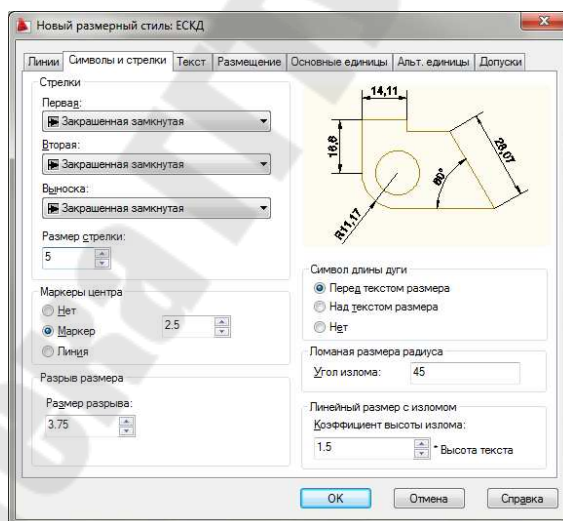 Новый размерный стиль: ЕСКД
Линии Символы и стрелки Текст Размещение Основные единицы Альт. единицы Допуски
Стрелки
Первая:
Закрашенная замкнутая
Вторая:
Закрашенная замкнутая
Выноска:
Закрашенная замкнутая
Размер стрелки:
5
Маркеры центра
Нет
Маркер
2.5
Линия
Разрыв размера
Размер разрыва:
3.75
14,11
16,6
28,07
60°
R11,17
Символ длины дуги
Перед текстом размера
Над текстом размера
Нет
Ломаная размера радиуса
Угол излома: 45
Линейный размер с изломом
Коэффициент высоты излома:
1.5 * Высота текста
OK Отмена Справка